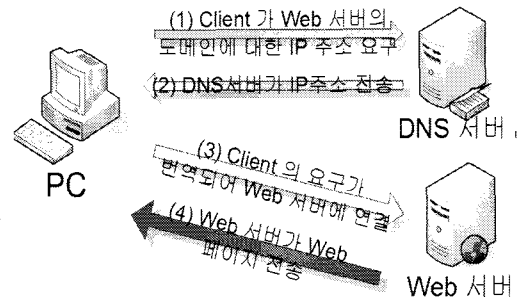 (1) Client 가 Web 서버의
도메인에 대한 IP 주소 요구
(2) DNS서버가 IP주소 전송
DNS 서버
PC
(3) Client 의 요구가
번역되어 Web 서버에 연결
(4) Web 서버가 Web
페이지 전송
Web 서버